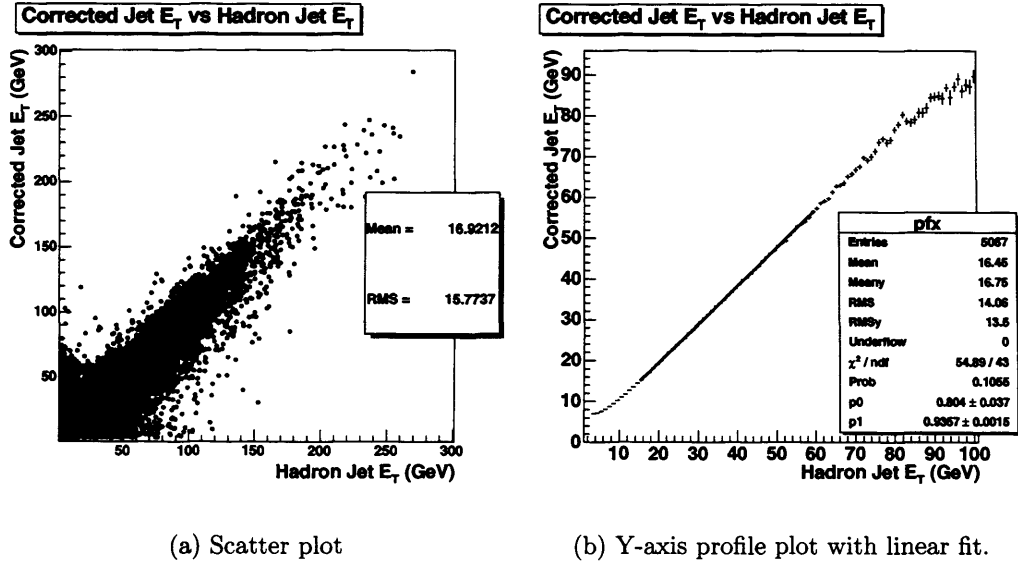 Corrected Jet E_T vs Hadron Jet E_T
Corrected Jet E_T (GeV)
300
250
200
150
100
50
Mean = 16.9212
RMS = 15.7737
50 100 150 200 250 300
Hadron Jet E_T (GeV)
(a) Scatter plot
Corrected Jet E_T vs Hadron Jet E_T
Corrected Jet E_T (GeV)
90
80
70
60
50
40
30
20
10
0
pfx
Entries 5057
Mean 16.45
Meany 16.75
RMS 14.06
RMSy 13.5
Underflow 0
χ² / ndf 54.89 / 43
Prob 0.1055
p0 0.804 ± 0.037
p1 0.9357 ± 0.0015
10 20 30 40 50 60 70 80 90 100
Hadron Jet E_T (GeV)
(b) Y-axis profile plot with linear fit.